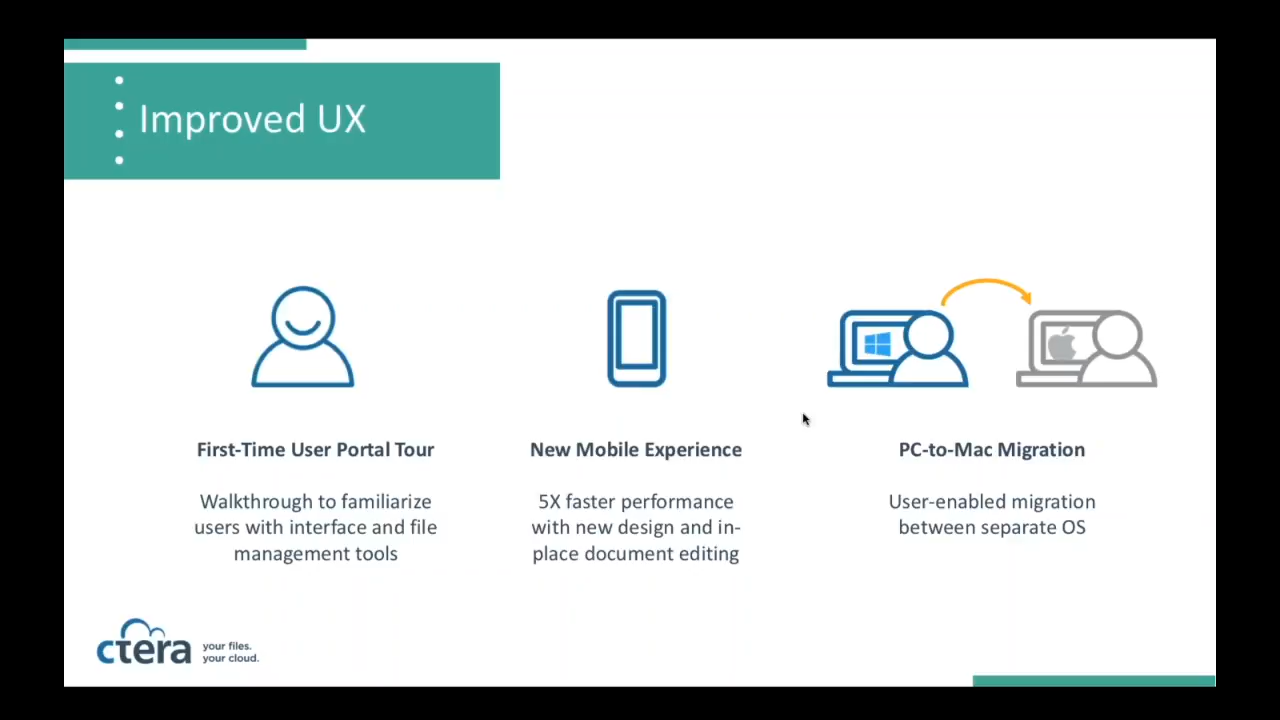 Improved UX
First-Time User Portal Tour
Walkthrough to familiarize
users with interface and file
management tools
New Mobile Experience
5X faster performance
with new design and in-
place document editing
PC-to-Mac Migration
User-enabled migration
between separate OS
ctera
your files.
your cloud.